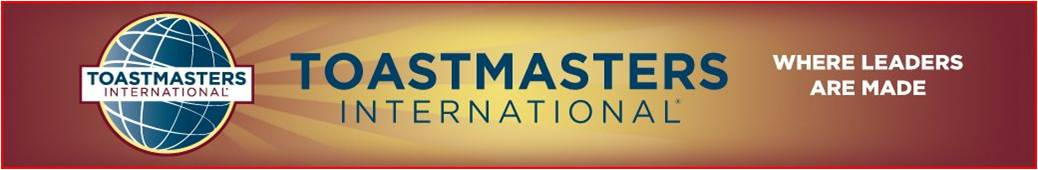 TOASTMASTERS
INTERNATIONAL
TOASTMASTERS
INTERNATIONAL®
WHERE LEADERS
ARE MADE